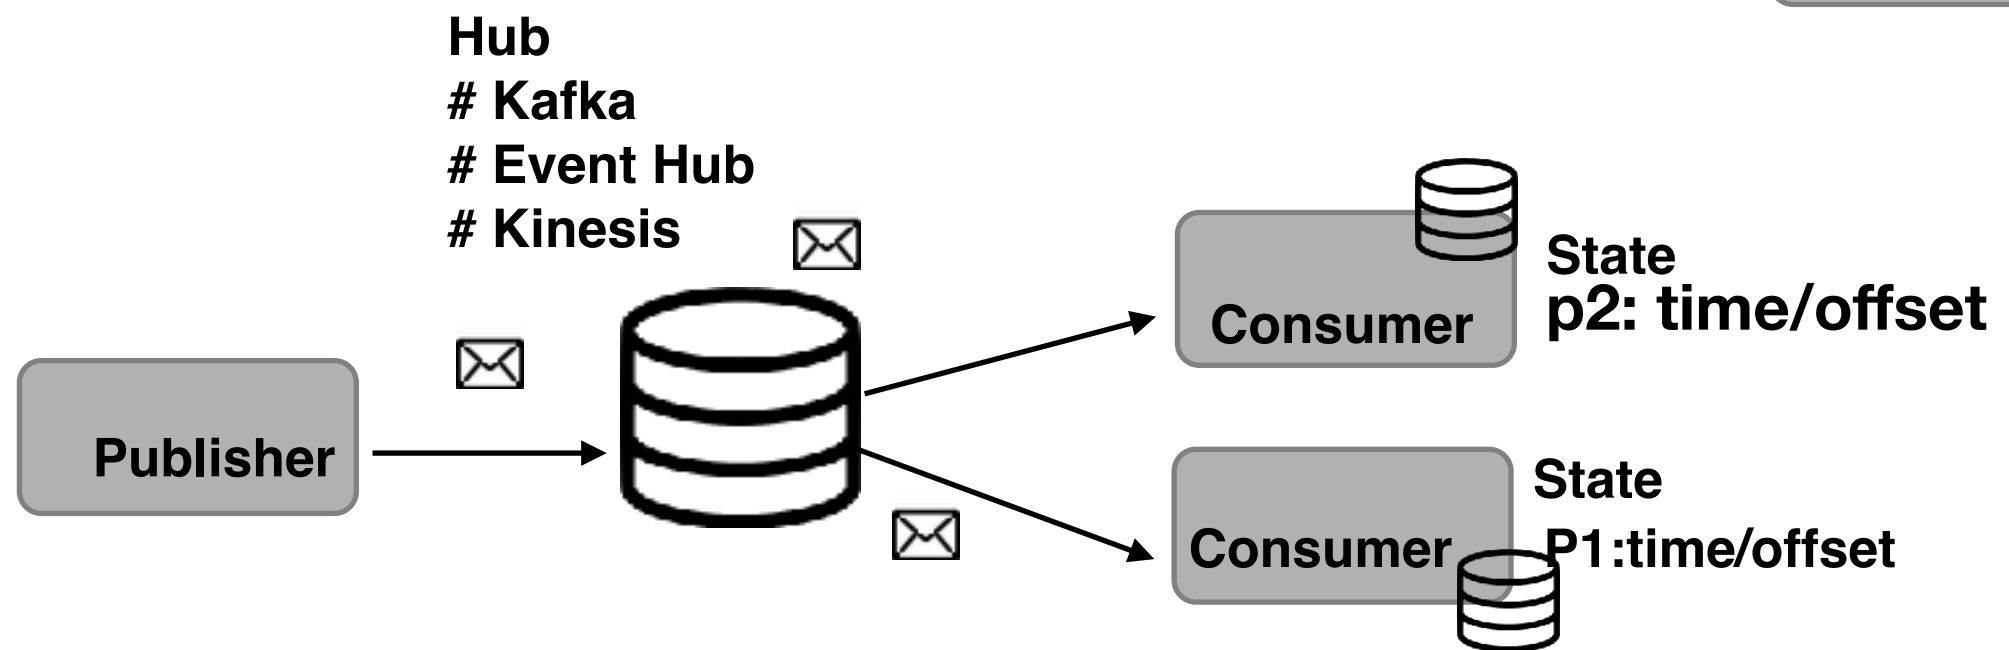 Hub
# Kafka
# Event Hub
# Kinesis
Publisher
Consumer
State
p2: time/offset
Consumer
State
P1:time/offset